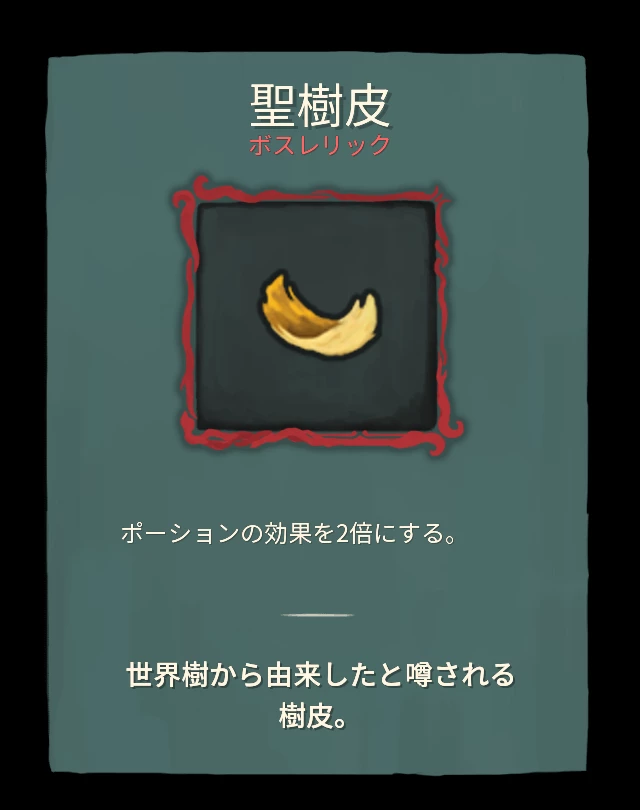 聖樹皮
ボスレリック
ポーションの効果を2倍にする。
世界樹から由来したと噂される
樹皮。